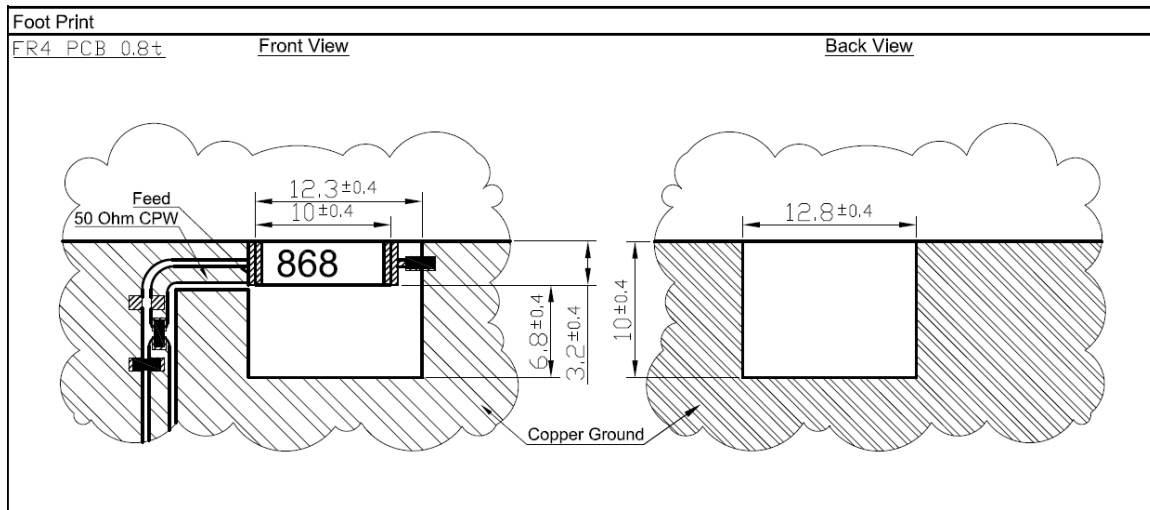 Foot Print
FR4 PCB 0.8t
Front View
Back View
12.3±0.4
10±0.4
Feed
50 Ohm CPW
868
6.8±0.4
3.2±0.4
12.8±0.4
10±0.4
Copper Ground